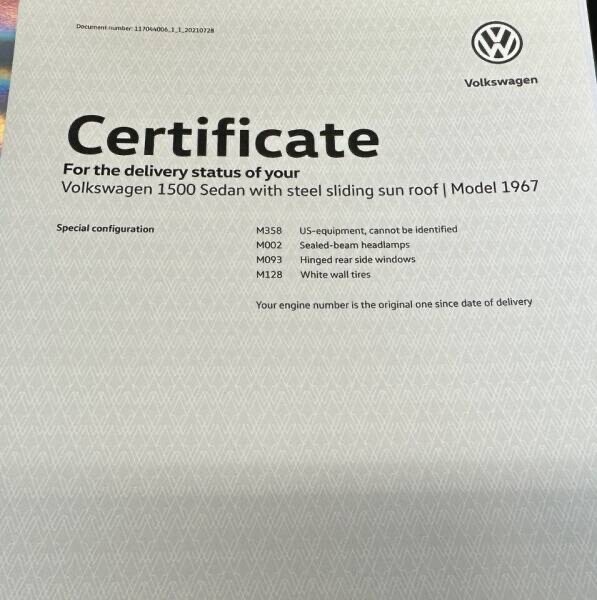 Document number: 117044006_1_1_20210728
Volkswagen
Certificate
For the delivery status of your
Volkswagen 1500 Sedan with steel sliding sun roof | Model 1967
Special configuration
M358 US-equipment, cannot be identified
M002 Sealed-beam headlamps
M093 Hinged rear side windows
M128 White wall tires
Your engine number is the original one since date of delivery